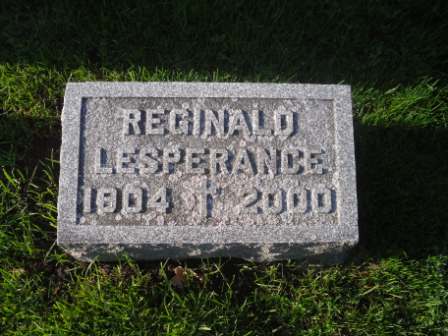 REGINALD
LESPERANCE
1904 2000